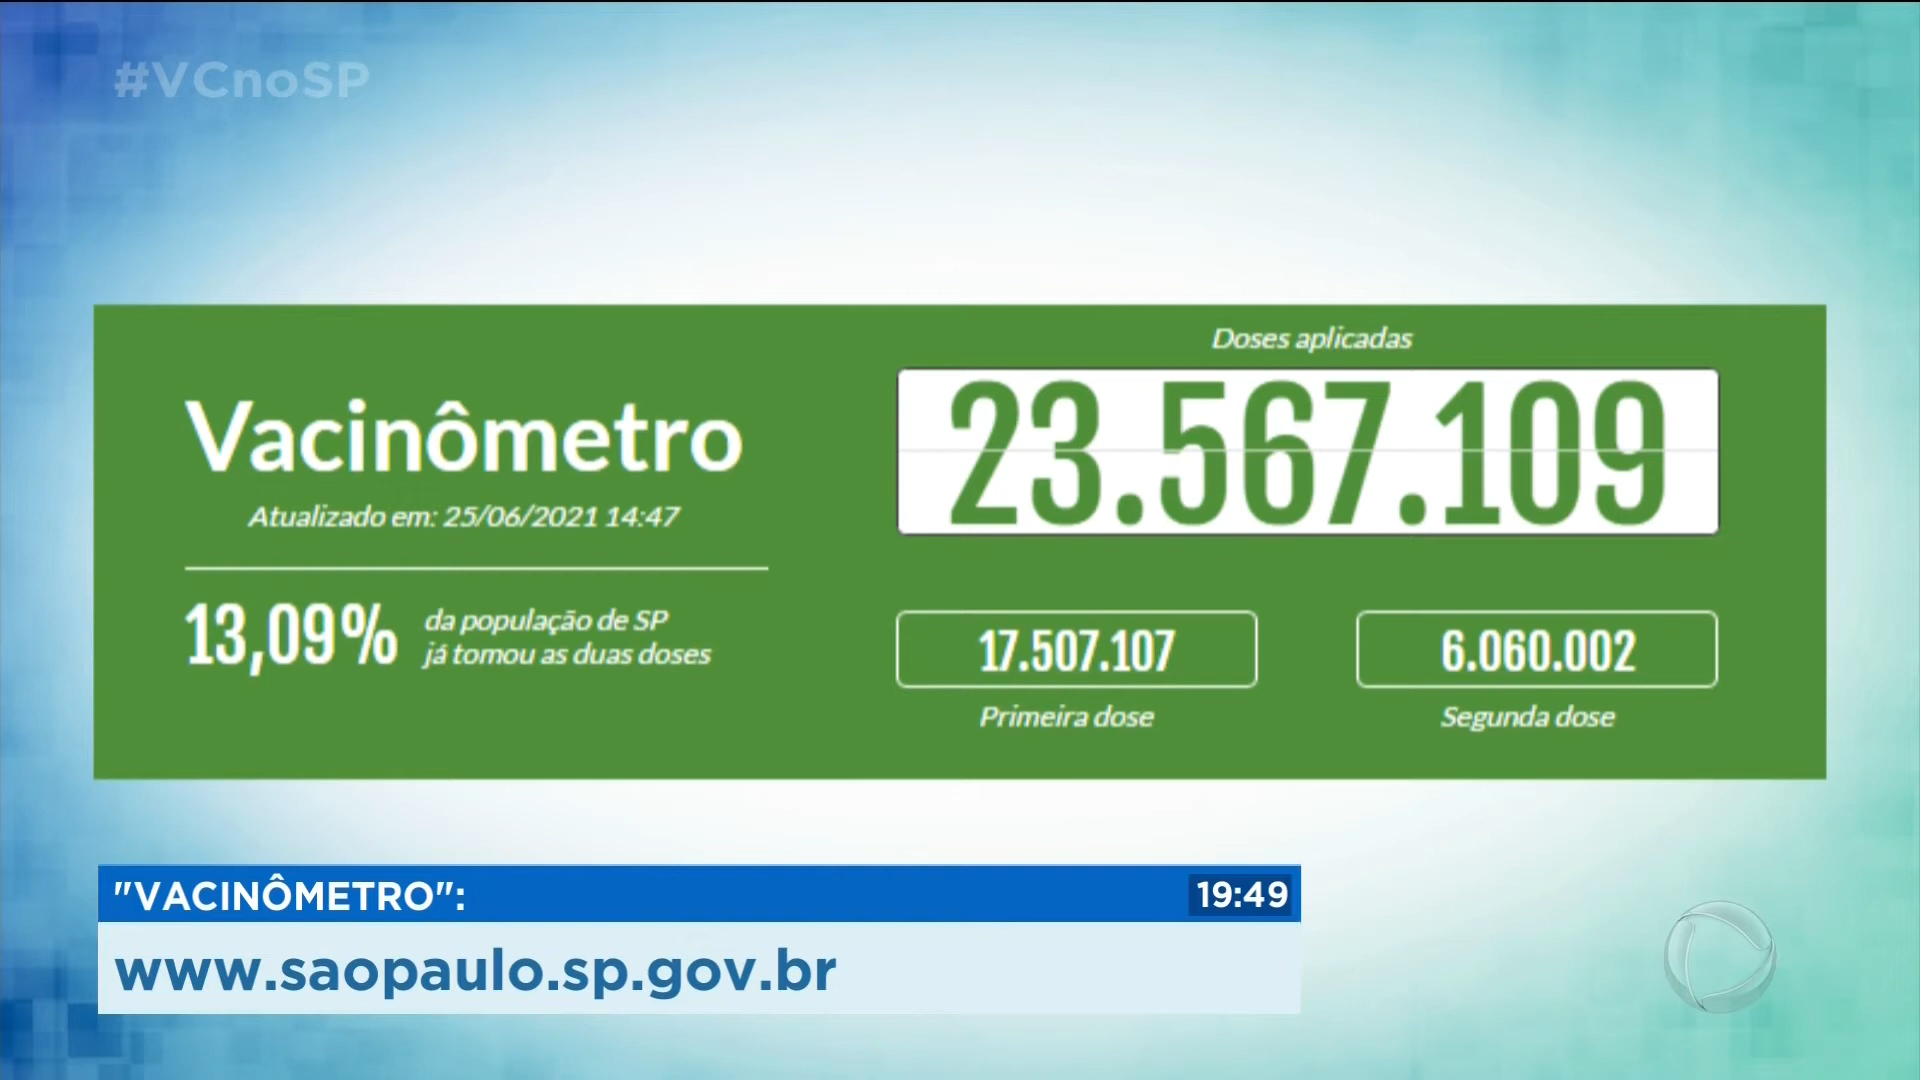 #VCnoSP
Doses aplicadas
23.567.109
Vacinômetro
Atualizado em: 25/06/2021 14:47
13,09%
da população de SP
já tomou as duas doses
17.507.107
Primeira dose
6.060.002
Segunda dose
"VACINÔMETRO":
19:49
www.saopaulo.sp.gov.br